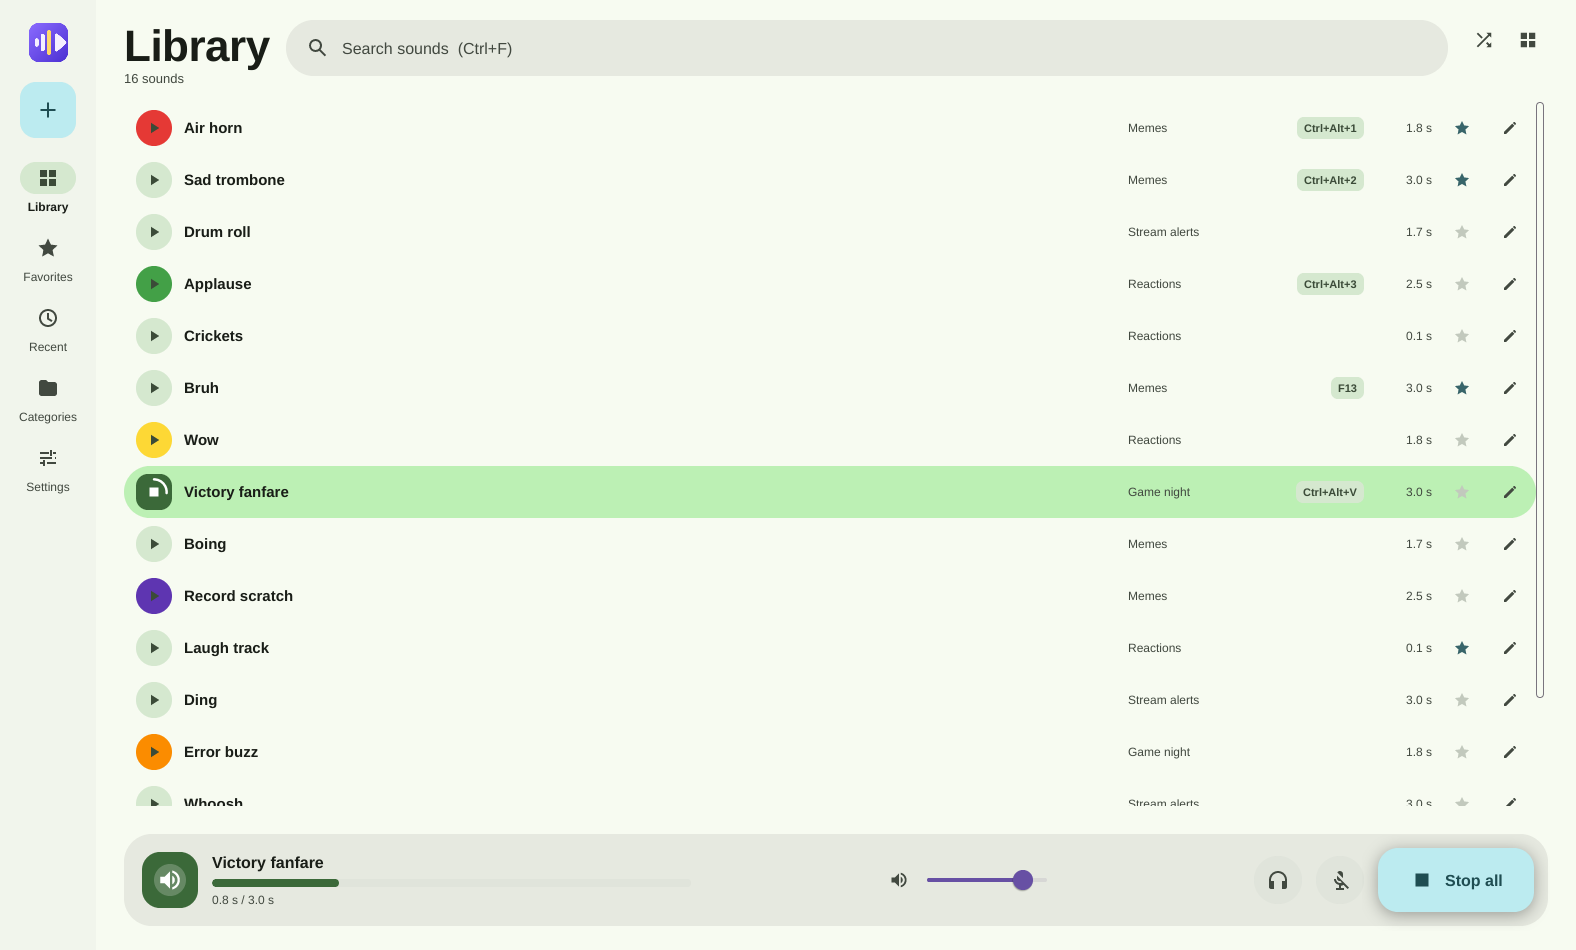 Library
16 sounds
Search sounds (Ctrl+F)
Library
Favorites
Recent
Categories
Settings
Air horn Memes Ctrl+Alt+1 1.8 s
Sad trombone Memes Ctrl+Alt+2 3.0 s
Drum roll Stream alerts 1.7 s
Applause Reactions Ctrl+Alt+3 2.5 s
Crickets Reactions 0.1 s
Bruh Memes F13 3.0 s
Wow Reactions 1.8 s
Victory fanfare Game night Ctrl+Alt+V 3.0 s
Boing Memes 1.7 s
Record scratch Memes 2.5 s
Laugh track Reactions 0.1 s
Ding Stream alerts 3.0 s
Error buzz Game night 1.8 s
Whoosh Stream alerts 3.0 s
Victory fanfare
0.8 s / 3.0 s
Stop all